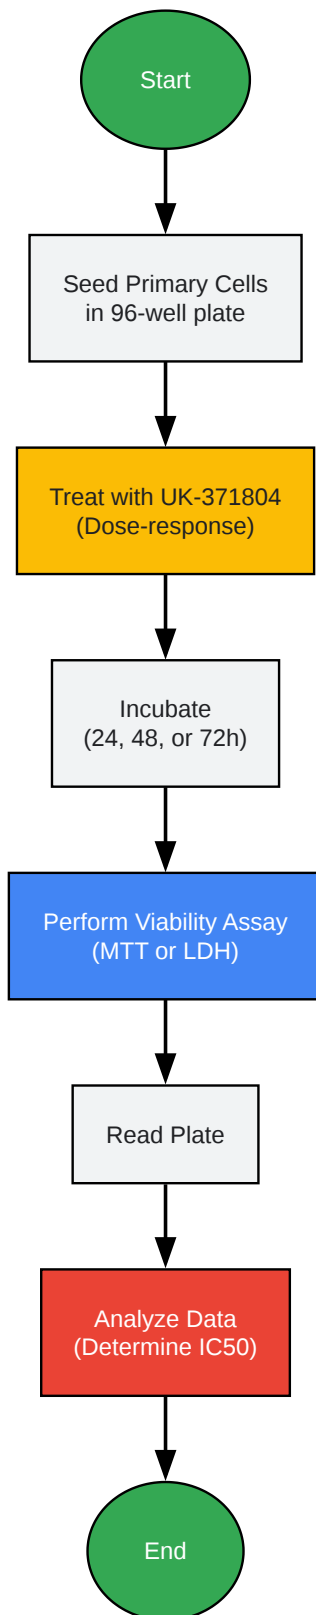 Start
Seed Primary Cells
in 96-well plate
Treat with UK-371804
(Dose-response)
Incubate
(24, 48, or 72h)
Perform Viability Assay
(MTT or LDH)
Read Plate
Analyze Data
(Determine IC50)
End